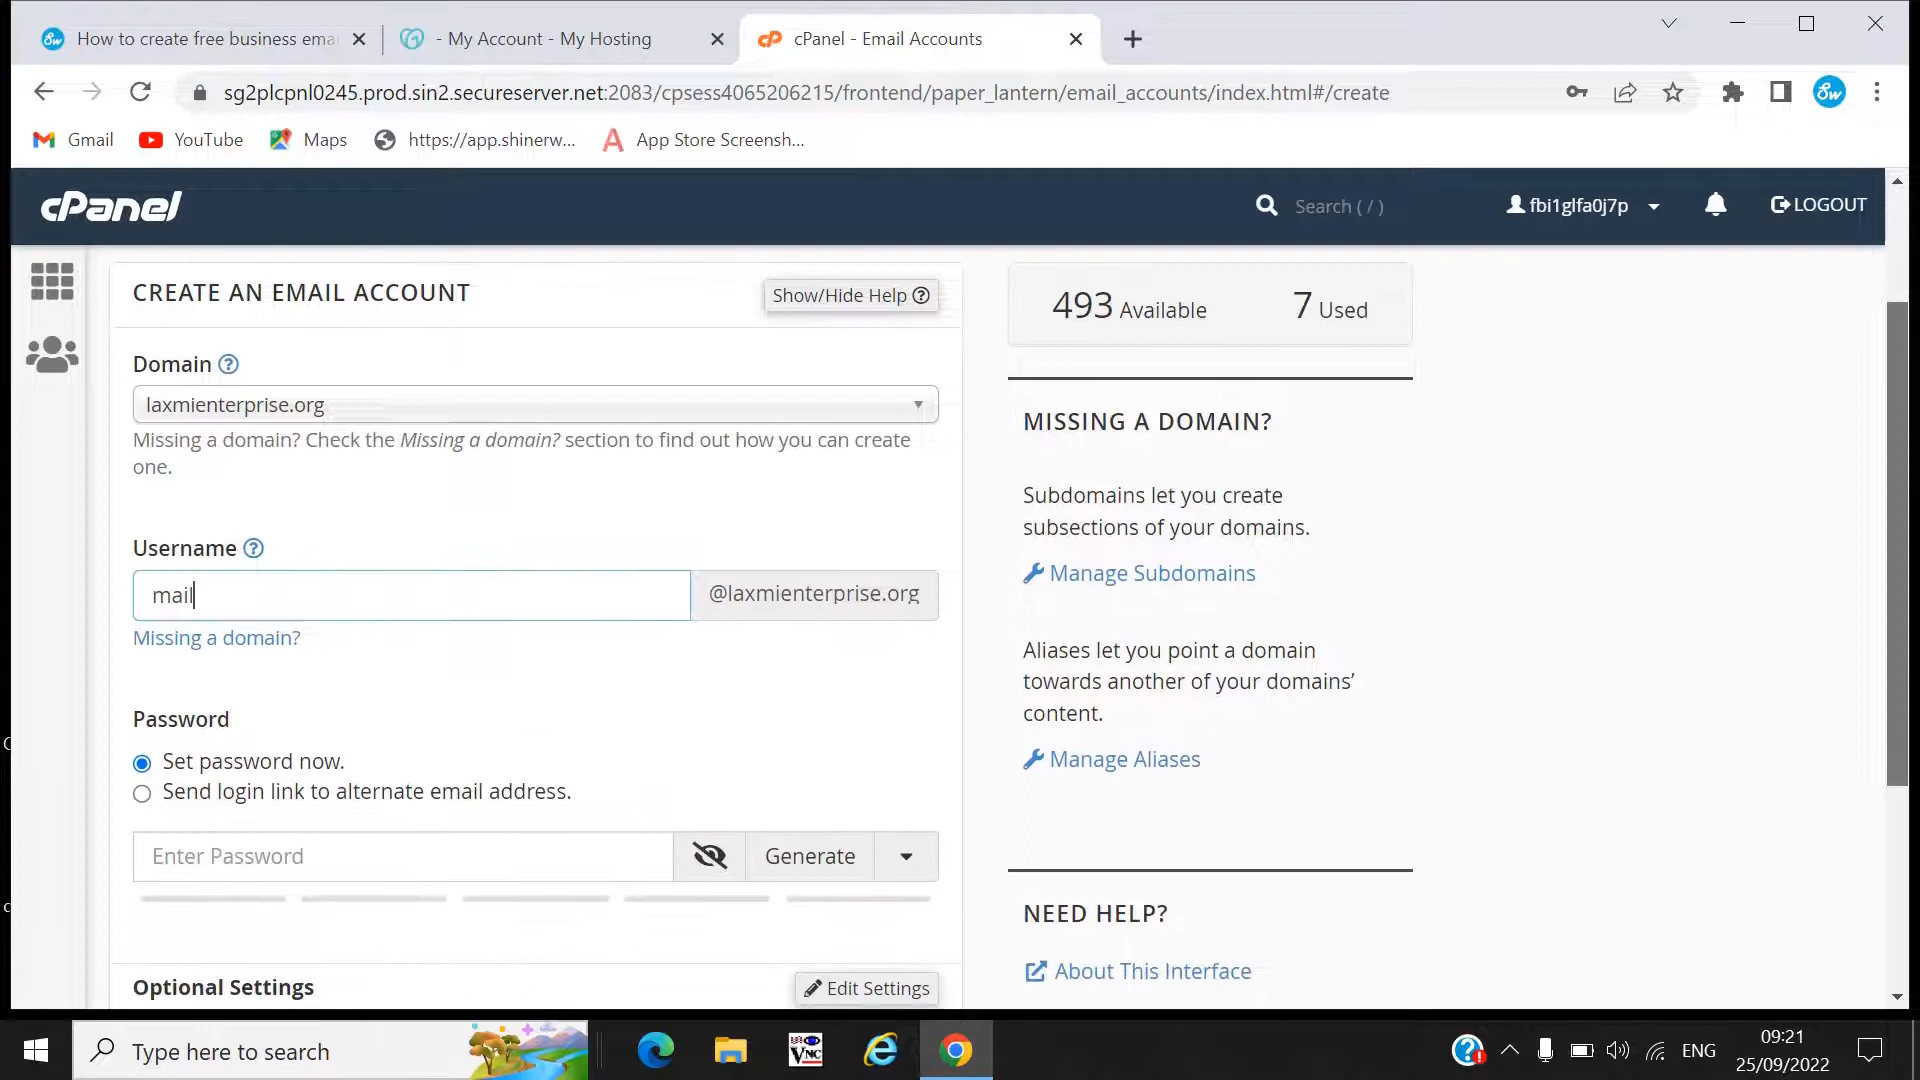 How to create free business ema
- My Account - My Hosting
cPanel - Email Accounts
sg2plcpnl0245.prod.sin2.secureserver.net:2083/cpsess4065206215/frontend/paper_lantern/email_accounts/index.html#/create
Gmail
YouTube
Maps
https://app.shinerw...
App Store Screensh...
cPanel
Search ( / )
fbi1glfa0j7p
LOGOUT
CREATE AN EMAIL ACCOUNT
Show/Hide Help
Domain
laxmienterprise.org
Missing a domain? Check the Missing a domain? section to find out how you can create
one.
Username
mail
@laxmienterprise.org
Missing a domain?
Password
Set password now.
Send login link to alternate email address.
Enter Password
Generate
Optional Settings
Edit Settings
493 Available
7 Used
MISSING A DOMAIN?
Subdomains let you create
subsections of your domains.
Manage Subdomains
Aliases let you point a domain
towards another of your domains’
content.
Manage Aliases
NEED HELP?
About This Interface
Type here to search
VNC
ENG
09:21
25/09/2022